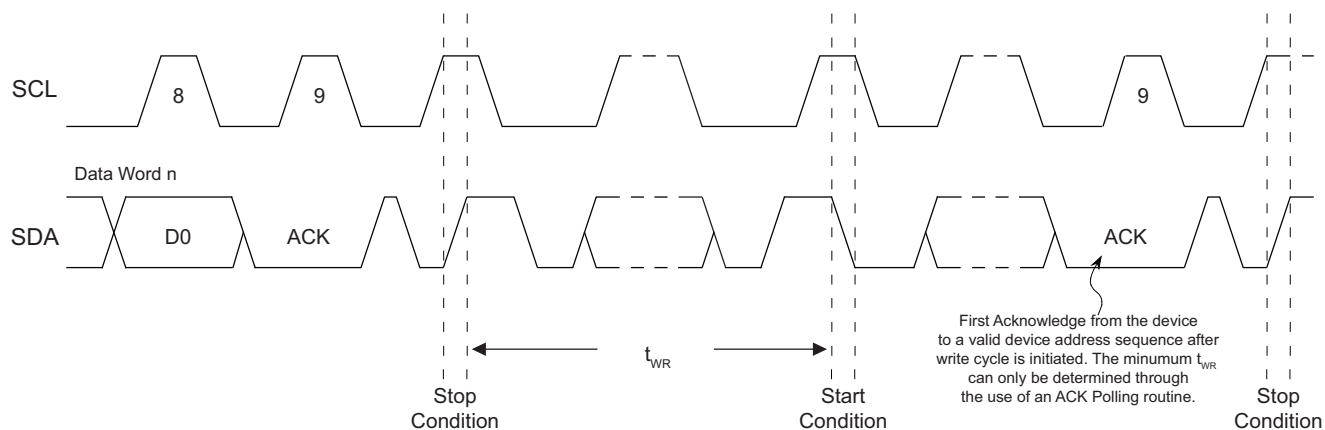 SCL
8
9
9
Data Word n
SDA
D0
ACK
ACK
First Acknowledge from the device
to a valid device address sequence after
write cycle is initiated. The minumum tWR
can only be determined through
the use of an ACK Polling routine.
tWR
Stop
Condition
Start
Condition
Stop
Condition